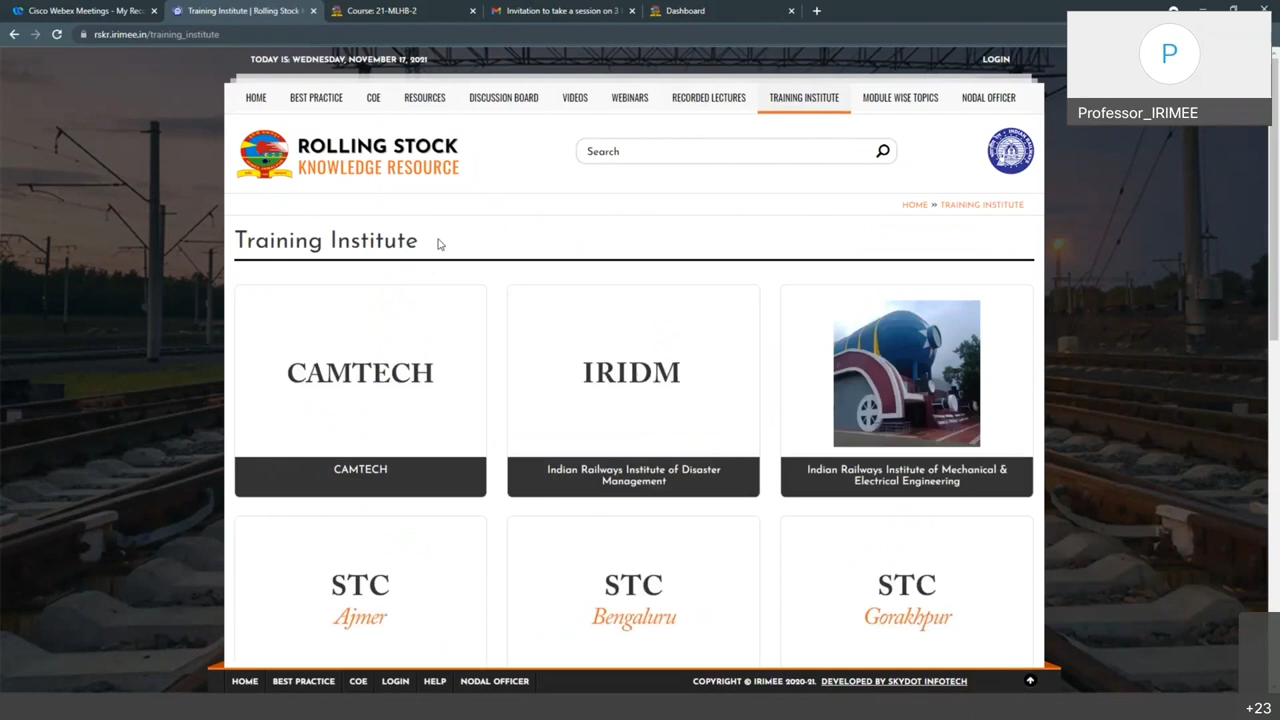 Cisco Webex Meetings - My Rec
Training Institute | Rolling Stock
Course: 21-MLHB-2
Invitation to take a session on 3
Dashboard
rskr.irimee.in/training_institute
P
Professor_IRIMEE
TODAY IS: WEDNESDAY, NOVEMBER 17, 2021
LOGIN
HOME
BEST PRACTICE
COE
RESOURCES
DISCUSSION BOARD
VIDEOS
WEBINARS
RECORDED LECTURES
TRAINING INSTITUTE
MODULE WISE TOPICS
NODAL OFFICER
ROLLING STOCK
KNOWLEDGE RESOURCE
Search
HOME » TRAINING INSTITUTE
Training Institute
CAMTECH
IRIDM
CAMTECH
Indian Railways Institute of Disaster
Management
Indian Railways Institute of Mechanical &
Electrical Engineering
STC
Ajmer
STC
Bengaluru
STC
Gorakhpur
HOME
BEST PRACTICE
COE
LOGIN
HELP
NODAL OFFICER
COPYRIGHT © IRIMEE 2020-21. DEVELOPED BY SKYDOT INFOTECH
+23